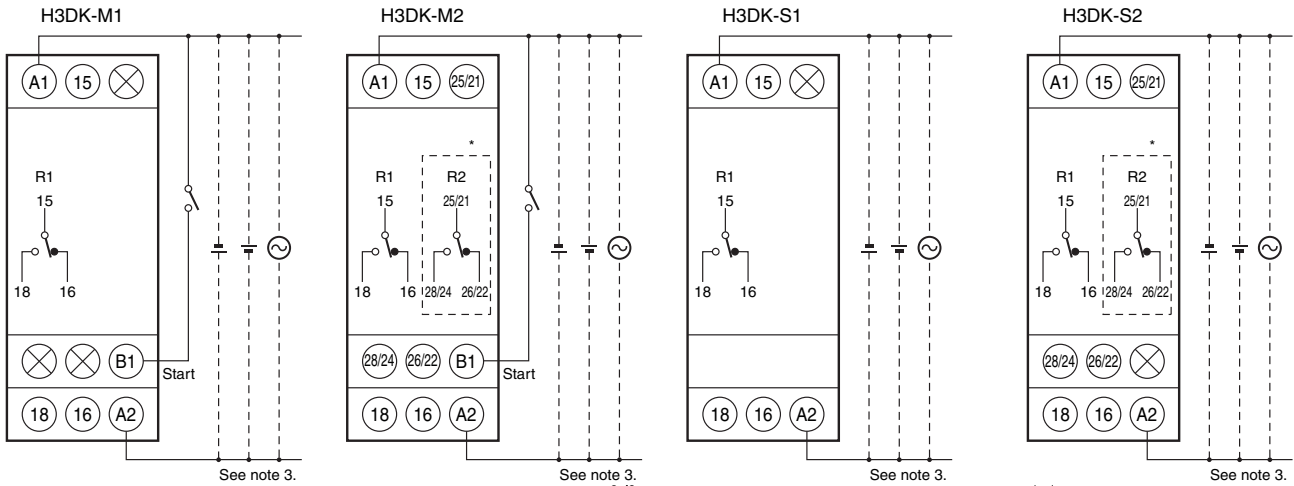 H3DK-M1
A1 15
R1
15
18 16
B1
Start
18 16 A2
See note 3.
H3DK-M2
A1 15 25/21
*
R1 R2
15 25/21
18 16 28/24 26/22
28/24 26/22 B1
Start
18 16 A2
See note 3.
H3DK-S1
A1 15
R1
15
18 16
18 16 A2
See note 3.
H3DK-S2
A1 15 25/21
*
R1 R2
15 25/21
18 16 28/24 26/22
28/24 26/22
18 16 A2
See note 3.